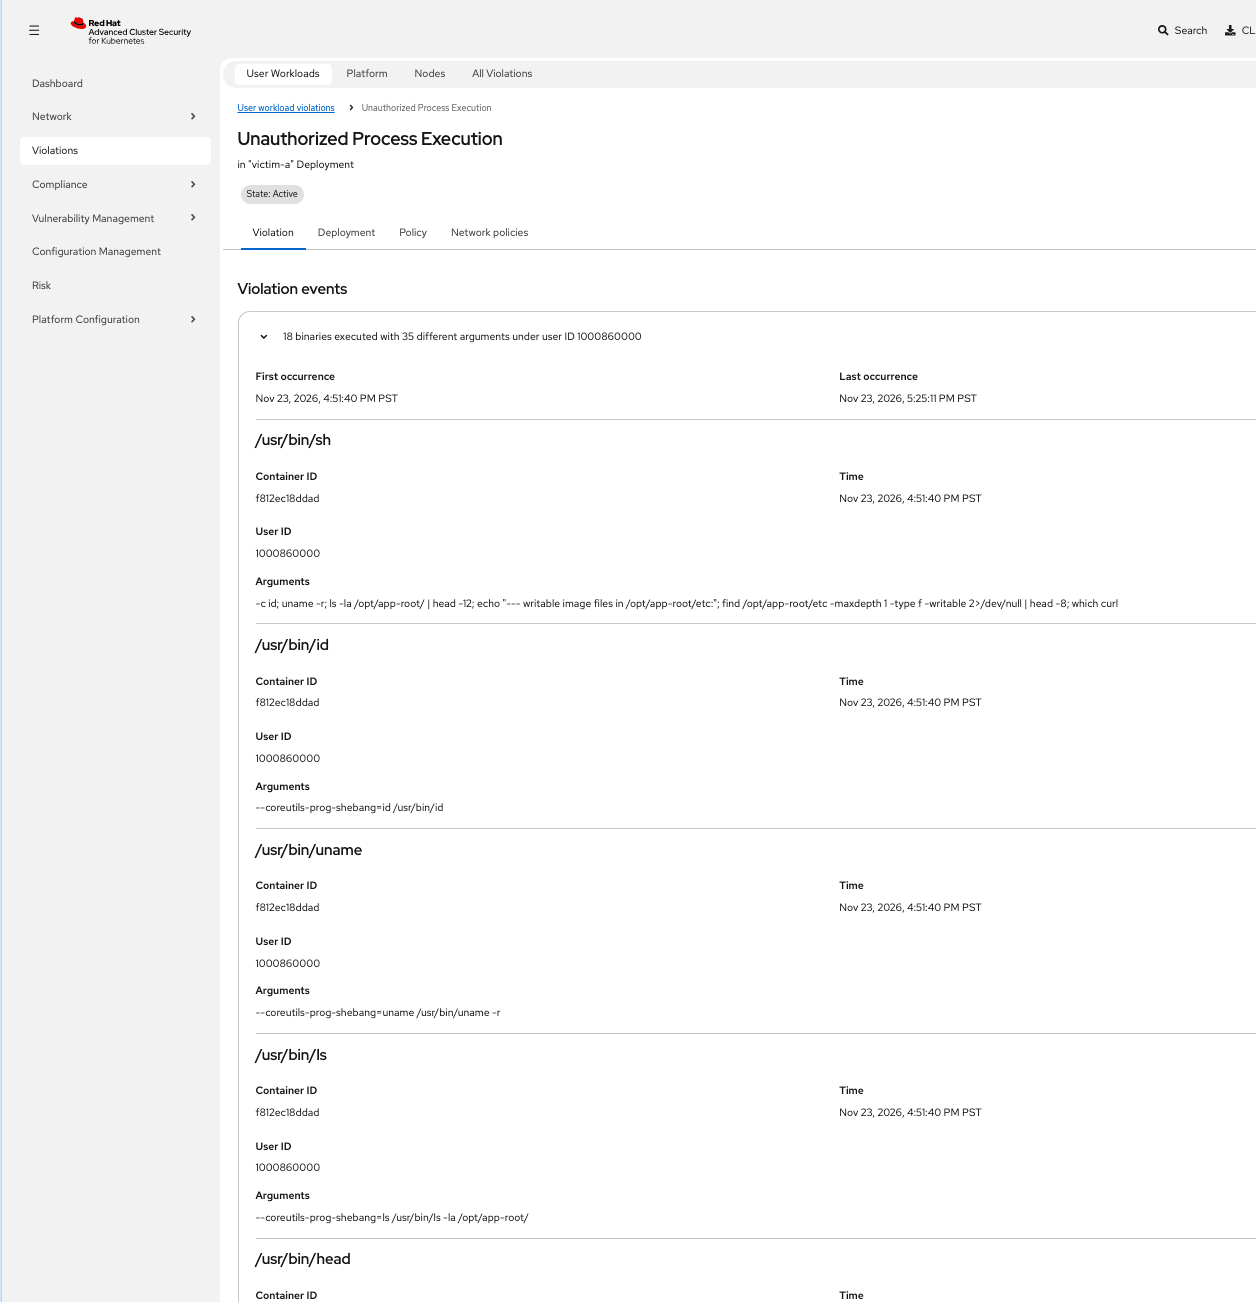 Red Hat
Advanced Cluster Security
for Kubernetes
Search
CL
Dashboard
Network
Violations
Compliance
Vulnerability Management
Configuration Management
Risk
Platform Configuration
User Workloads Platform Nodes All Violations
User workload violations Unauthorized Process Execution
Unauthorized Process Execution
in "victim-a" Deployment
State: Active
Violation Deployment Policy Network policies
Violation events
18 binaries executed with 35 different arguments under user ID 1000860000
First occurrence Last occurrence
Nov 23, 2026, 4:51:40 PM PST Nov 23, 2026, 5:25:11 PM PST
/usr/bin/sh
Container ID Time
f812ec18ddad Nov 23, 2026, 4:51:40 PM PST
User ID
1000860000
Arguments
-c id; uname -r; ls -la /opt/app-root/ | head -12; echo "--- writable image files in /opt/app-root/etc:"; find /opt/app-root/etc -maxdepth 1 -type f -writable 2>/dev/null | head -8; which curl
/usr/bin/id
Container ID Time
f812ec18ddad Nov 23, 2026, 4:51:40 PM PST
User ID
1000860000
Arguments
--coreutils-prog-shebang=id /usr/bin/id
/usr/bin/uname
Container ID Time
f812ec18ddad Nov 23, 2026, 4:51:40 PM PST
User ID
1000860000
Arguments
--coreutils-prog-shebang=uname /usr/bin/uname -r
/usr/bin/ls
Container ID Time
f812ec18ddad Nov 23, 2026, 4:51:40 PM PST
User ID
1000860000
Arguments
--coreutils-prog-shebang=ls /usr/bin/ls -la /opt/app-root/
/usr/bin/head
Container ID Time